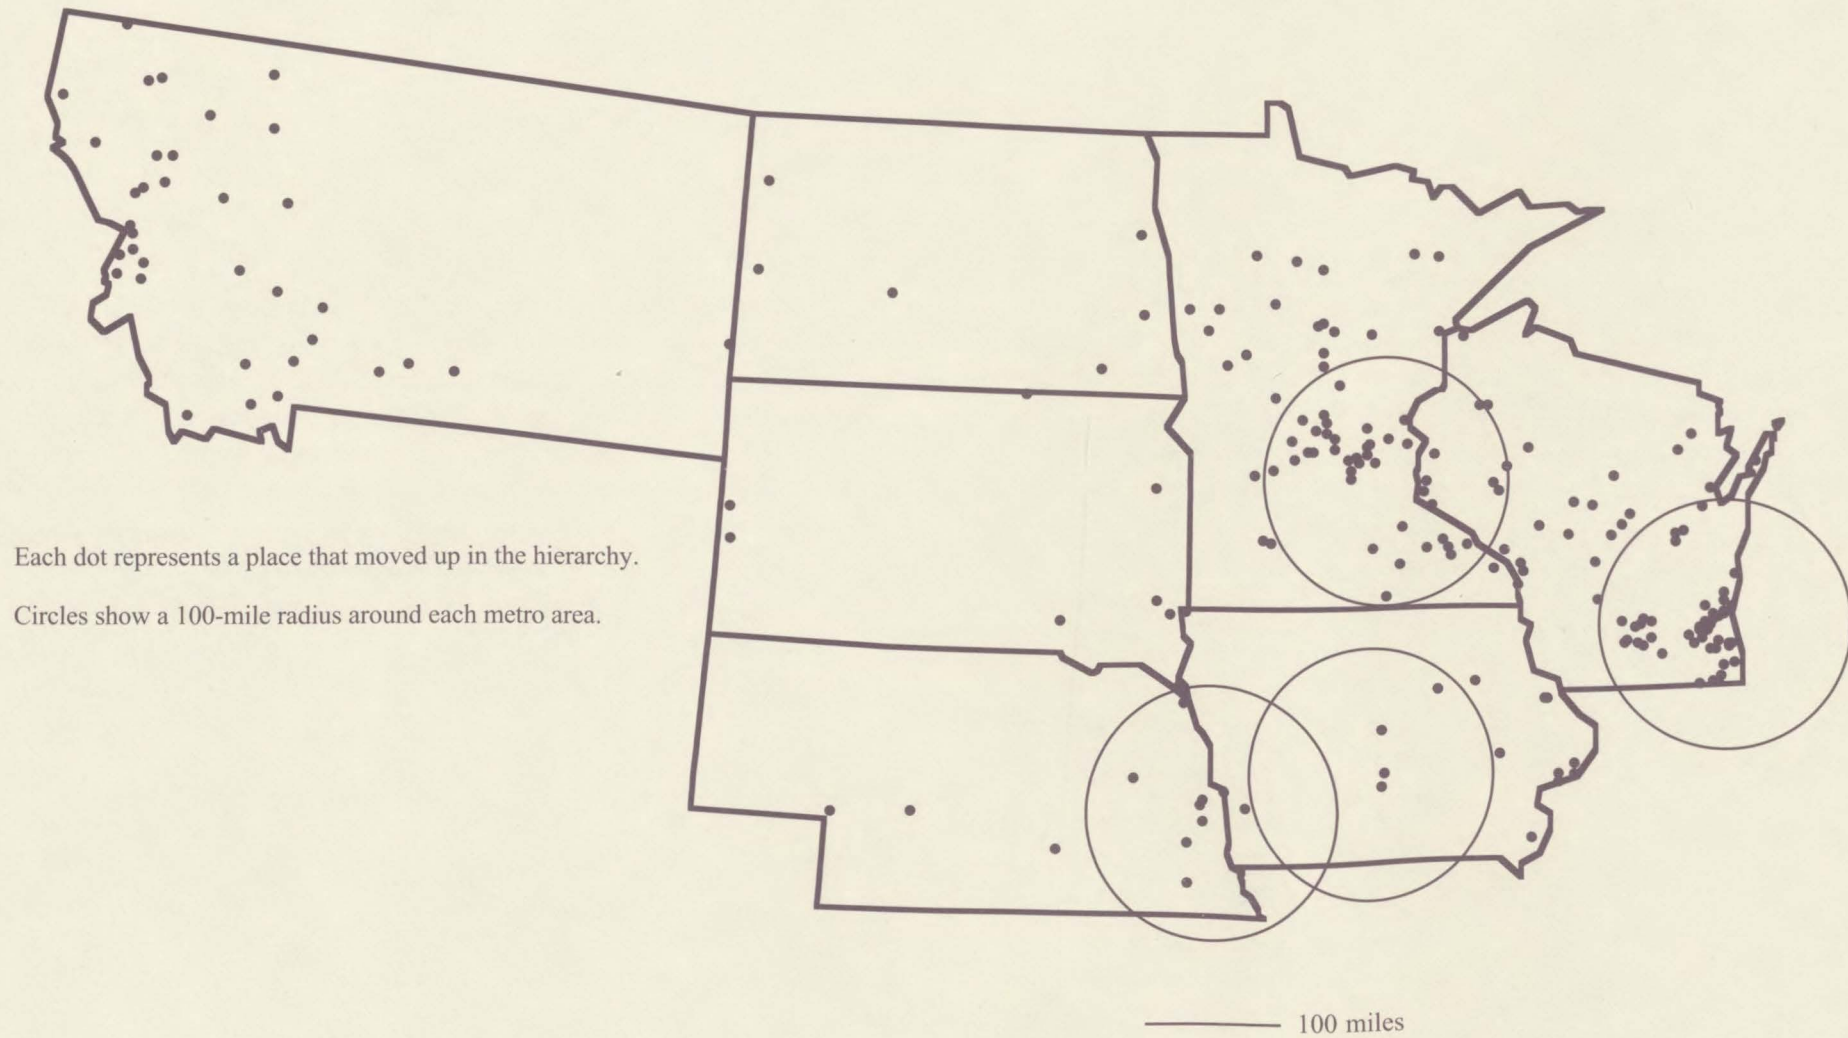 Each dot represents a place that moved up in the hierarchy.
Circles show a 100-mile radius around each metro area.
100 miles